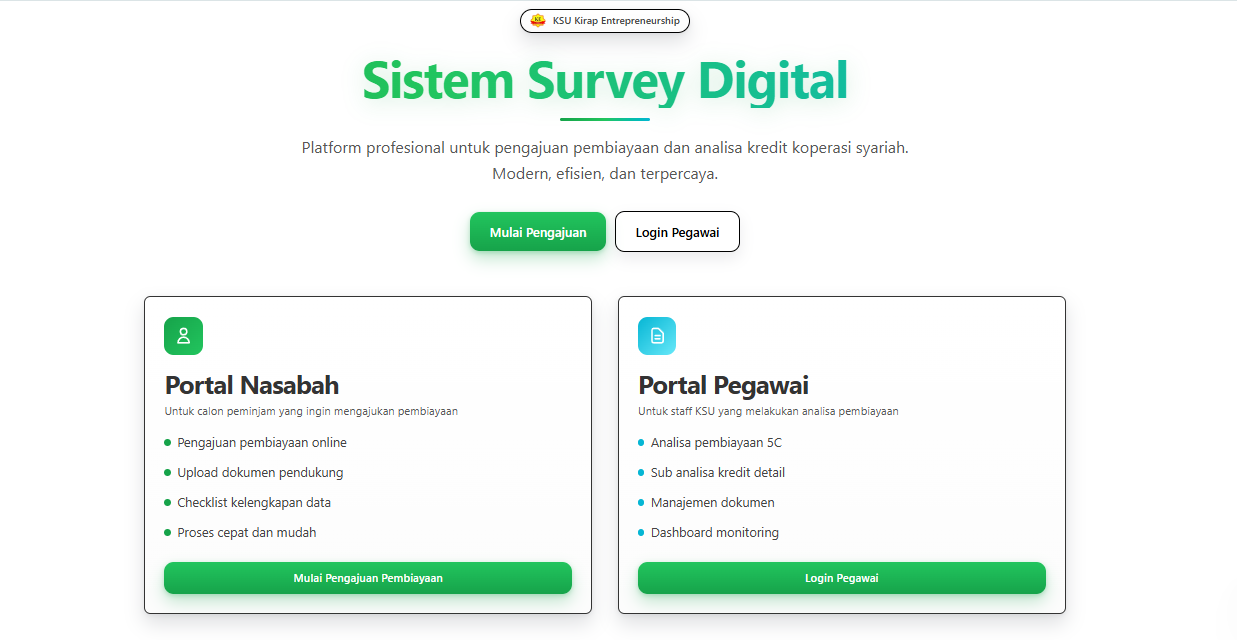 KSU Kirap Entrepreneurship
Sistem Survey Digital
Platform profesional untuk pengajuan pembiayaan dan analisa kredit koperasi syariah.
Modern, efisien, dan terpercaya.
Mulai Pengajuan
Login Pegawai
Portal Nasabah
Untuk calon peminjam yang ingin mengajukan pembiayaan
Pengajuan pembiayaan online
Upload dokumen pendukung
Checklist kelengkapan data
Proses cepat dan mudah
Mulai Pengajuan Pembiayaan
Portal Pegawai
Untuk staff KSU yang melakukan analisa pembiayaan
Analisa pembiayaan 5C
Sub analisa kredit detail
Manajemen dokumen
Dashboard monitoring
Login Pegawai